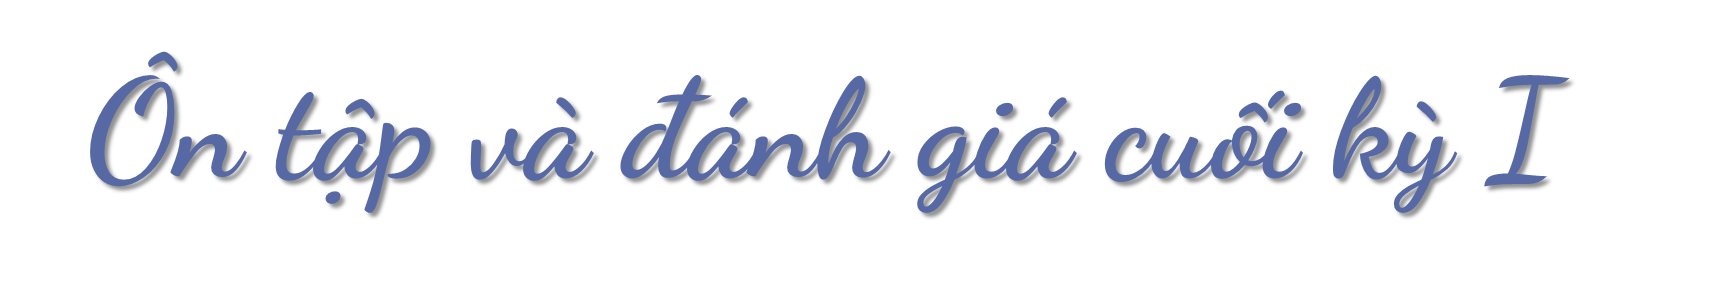 Ôn tập và đánh giá cuối kỳ I